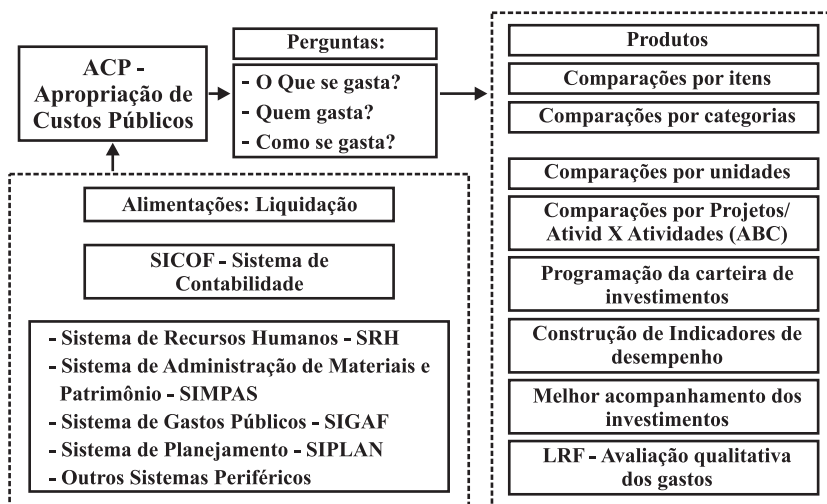 ACP -
Apropriação de
Custos Públicos
Perguntas:
- O Que se gasta?
- Quem gasta?
- Como se gasta?
Alimentações: Liquidação
SICOF - Sistema de
Contabilidade
- Sistema de Recursos Humanos - SRH
- Sistema de Administração de Materiais e
Patrimônio - SIMPAS
- Sistema de Gastos Públicos - SIGAF
- Sistema de Planejamento - SIPLAN
- Outros Sistemas Periféricos
Produtos
Comparações por itens
Comparações por categorias
Comparações por unidades
Comparações por Projetos/
Ativid X Atividades (ABC)
Programação da carteira de
investimentos
Construção de Indicadores de
desempenho
Melhor acompanhamento dos
investimentos
LRF - Avaliação qualitativa
dos gastos